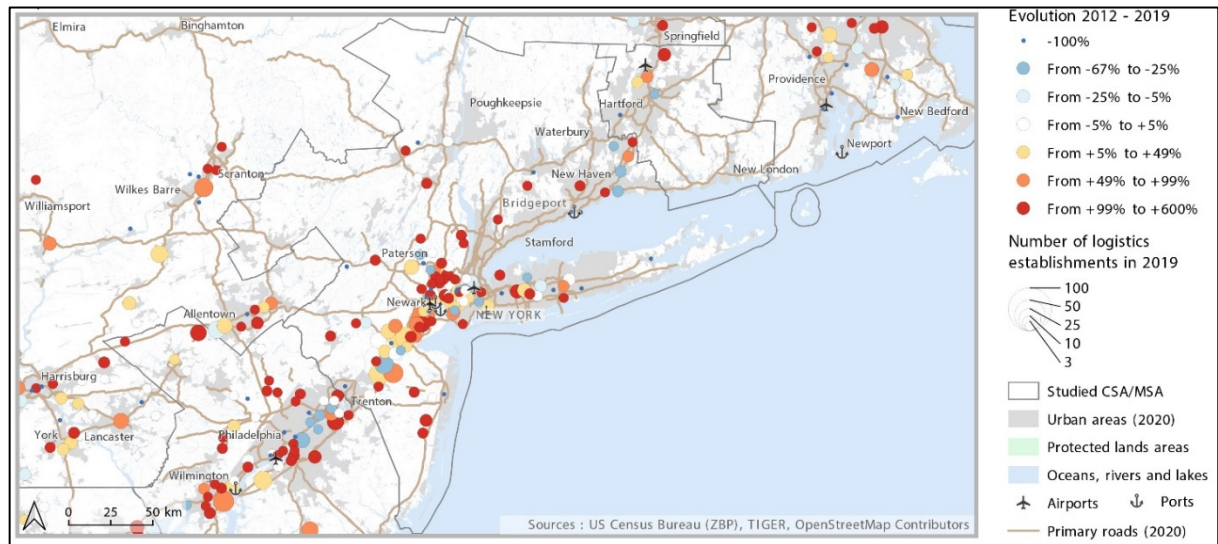 Elmira
Binghamton
Springfield
Providence
Poughkeepsie
Hartford
New Bedford
Waterbury
Newport
Scranton
Wilkes Barre
New Haven
New London
Williamsport
Bridgeport
Stamford
Paterson
Newark
NEW YORK
Allentown
Harrisburg
Trenton
York
Lancaster
Philadelphia
Wilmington
0 25 50 km
Sources : US Census Bureau (ZBP), TIGER, OpenStreetMap Contributors
Evolution 2012 - 2019
-100%
From -67% to -25%
From -25% to -5%
From -5% to +5%
From +5% to +49%
From +49% to +99%
From +99% to +600%
Number of logistics
establishments in 2019
100
50
25
10
3
Studied CSA/MSA
Urban areas (2020)
Protected lands areas
Oceans, rivers and lakes
Airports Ports
Primary roads (2020)